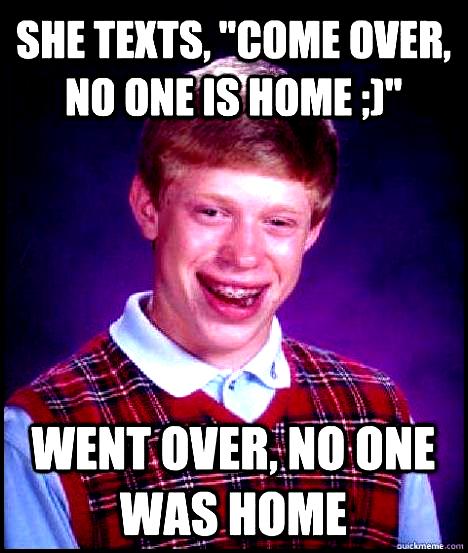 SHE TEXTS, "COME OVER,
NO ONE IS HOME ;)"
WENT OVER, NO ONE
WAS HOME
quickmeme.com